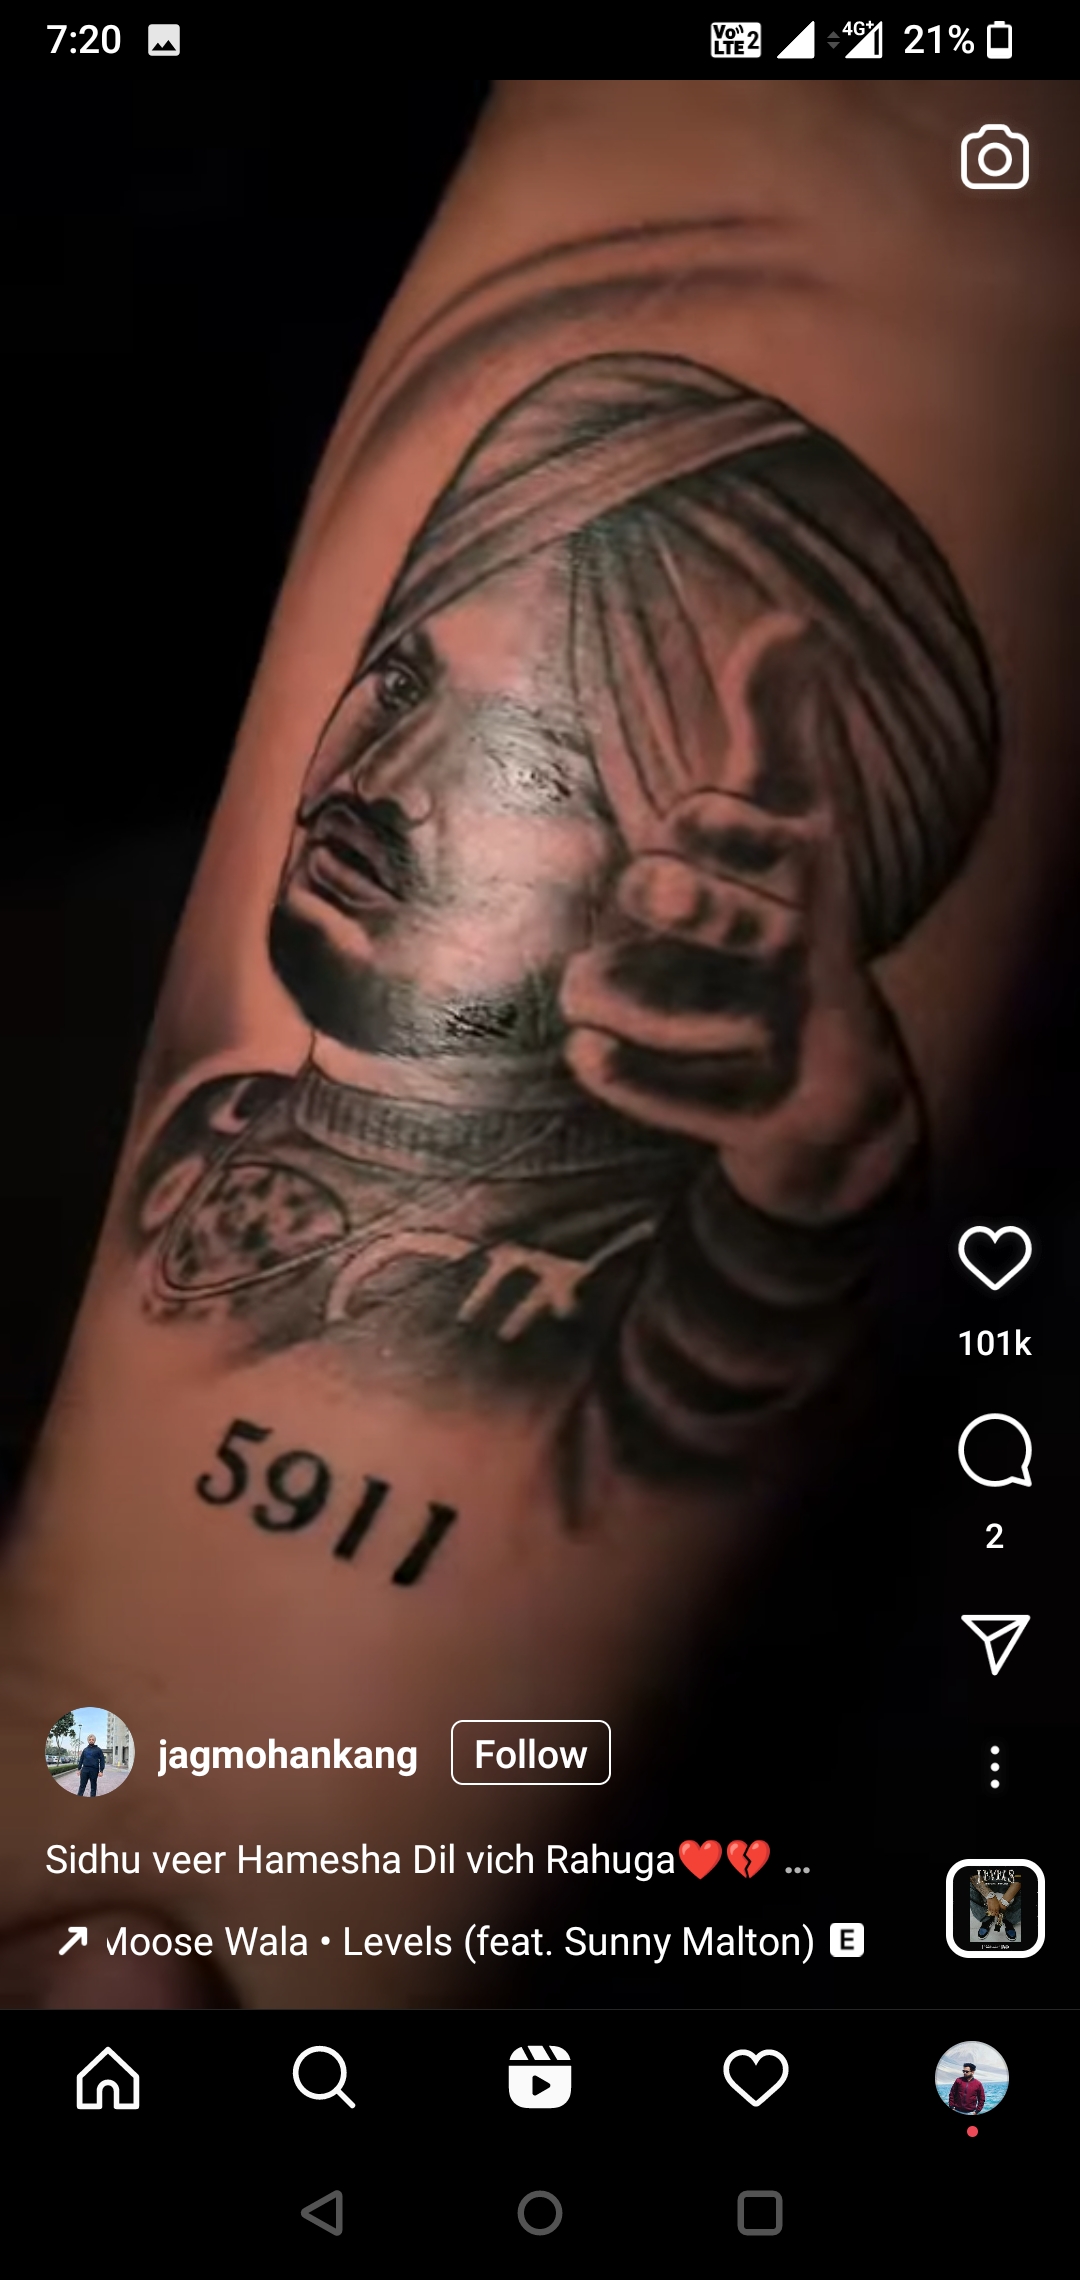 7:20
Vo)) LTE2 4G+ 21%
5911
101k
2
jagmohankang Follow
Sidhu veer Hamesha Dil vich Rahuga❤️💔 ...
Moose Wala • Levels (feat. Sunny Malton) E
LEVELS